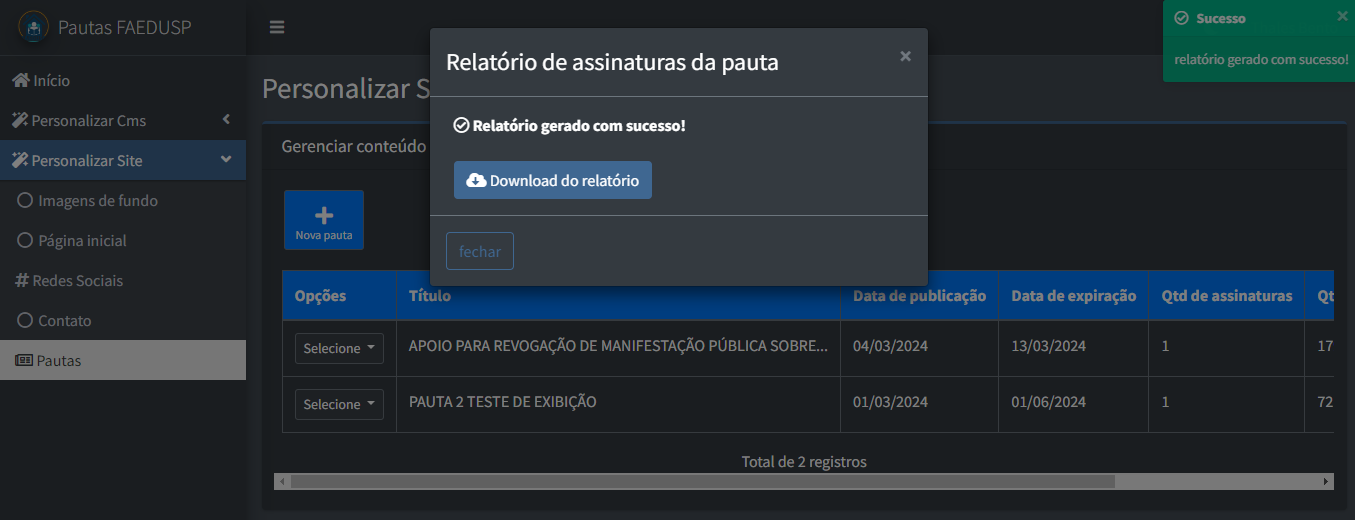 Pautas FAEDUSP
Início
Personalizar Cms
Personalizar Site
Imagens de fundo
Página inicial
# Redes Sociais
Contato
Pautas
Personalizar S
Gerenciar conteúdo
Nova pauta
Relatório de assinaturas da pauta ×
Relatório gerado com sucesso!
Download do relatório
fechar
Sucesso ×
relatório gerado com sucesso!
Opções Título Data de publicação Data de expiração Qtd de assinaturas Qt
Selecione APOIO PARA REVOGAÇÃO DE MANIFESTAÇÃO PÚBLICA SOBRE... 04/03/2024 13/03/2024 1 17
Selecione PAUTA 2 TESTE DE EXIBIÇÃO 01/03/2024 01/06/2024 1 72
Total de 2 registros